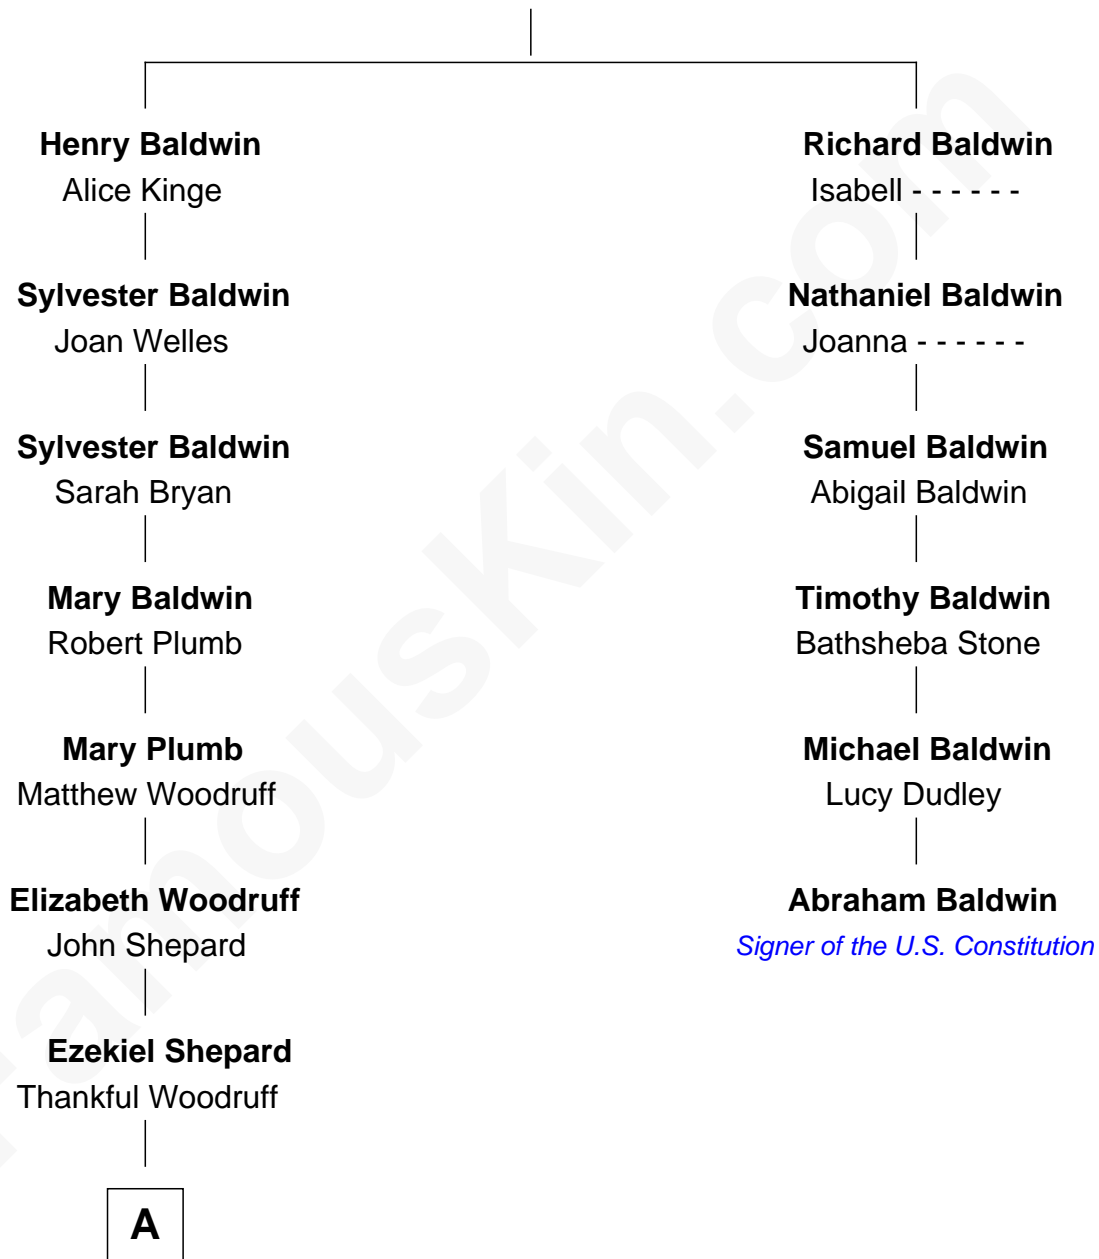 Henry Baldwin
Alice Kinge
Sylvester Baldwin
Joan Welles
Sylvester Baldwin
Sarah Bryan
Mary Baldwin
Robert Plumb
Mary Plumb
Matthew Woodruff
Elizabeth Woodruff
John Shepard
Ezekiel Shepard
Thankful Woodruff
A
Richard Baldwin
Isabell - - - - - -
Nathaniel Baldwin
Joanna - - - - - -
Samuel Baldwin
Abigail Baldwin
Timothy Baldwin
Bathsheba Stone
Michael Baldwin
Lucy Dudley
Abraham Baldwin
Signer of the U.S. Constitution
FamousKin.com